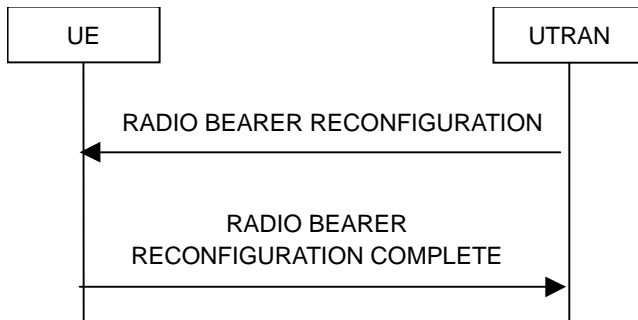 UE
UTRAN
RADIO BEARER RECONFIGURATION
RADIO BEARER
RECONFIGURATION COMPLETE